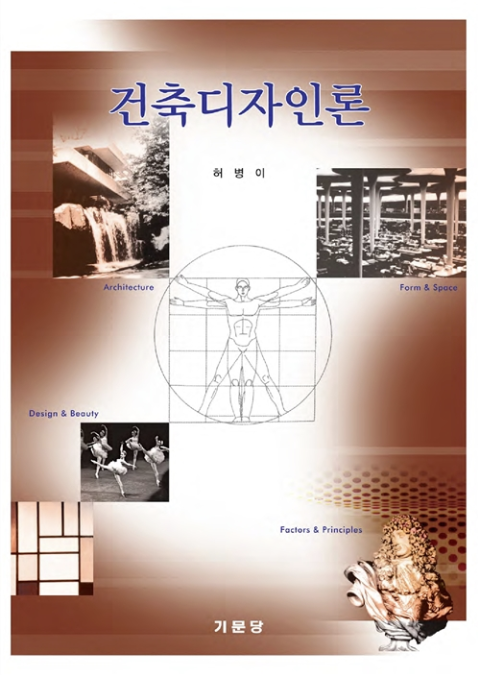 건축디자인론
허 병 이
Architecture
Form & Space
Design & Beauty
Factors & Principles
기문당